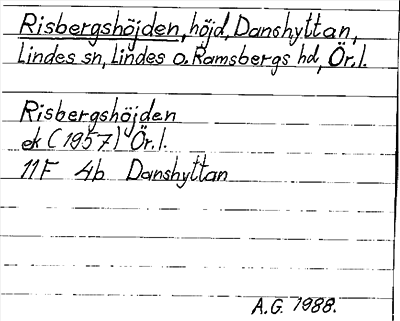 Risbergshöjden, höjd, Danshyttan,
Lindes sn, Lindes o. Ramsbergs hd, Ör. l.
Risbergshöjden
ek (1957) Ör. l.
11F 4b Danshyttan
A.G. 1988.